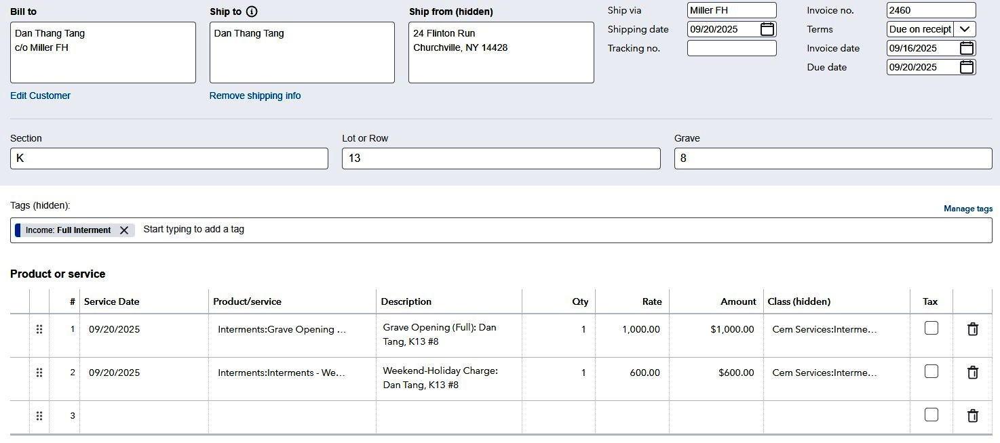 Bill to
Dan Thang Tang
c/o Miller FH
Edit Customer
Ship to
Dan Thang Tang
Remove shipping info
Ship from (hidden)
24 Flinton Run
Churchville, NY 14428
Ship via
Miller FH
Shipping date
09/20/2025
Tracking no.
Invoice no.
2460
Terms
Due on receipt
Invoice date
09/16/2025
Due date
09/20/2025
Section
K
Lot or Row
13
Grave
8
Tags (hidden):
Manage tags
Income: Full Interment Start typing to add a tag
Product or service
# Service Date Product/service Description Qty Rate Amount Class (hidden) Tax
1 09/20/2025 Interments:Grave Opening ... Grave Opening (Full): Dan 1 1,000.00 $1,000.00 Cem Services:Interme...
Tang, K13 #8
2 09/20/2025 Interments:Interments - We... Weekend-Holiday Charge: 1 600.00 $600.00 Cem Services:Interme...
Dan Tang, K13 #8
3